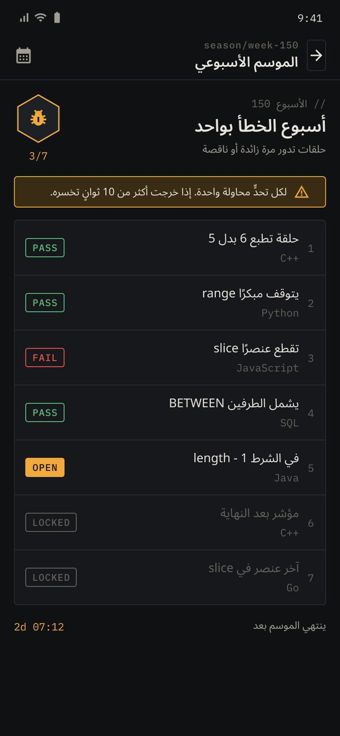 9:41
season/week-150
الموسم الأسبوعي
// الأسبوع 150
أسبوع الخطأ بواحد
حلقات تدور مرة زائدة أو ناقصة
3/7
لكل تحدٍّ محاولة واحدة. إذا خرجت أكثر من 10 ثوانٍ تخسره.
1
حلقة تطبع 6 بدل 5
C++
PASS
2
يتوقف مبكرًا range
Python
PASS
3
تقطع عنصرًا slice
JavaScript
FAIL
4
يشمل الطرفين BETWEEN
SQL
PASS
5
في الشرط length - 1
Java
OPEN
6
مؤشر بعد النهاية
C++
LOCKED
7
آخر عنصر في slice
Go
LOCKED
ينتهي الموسم بعد
2d 07:12